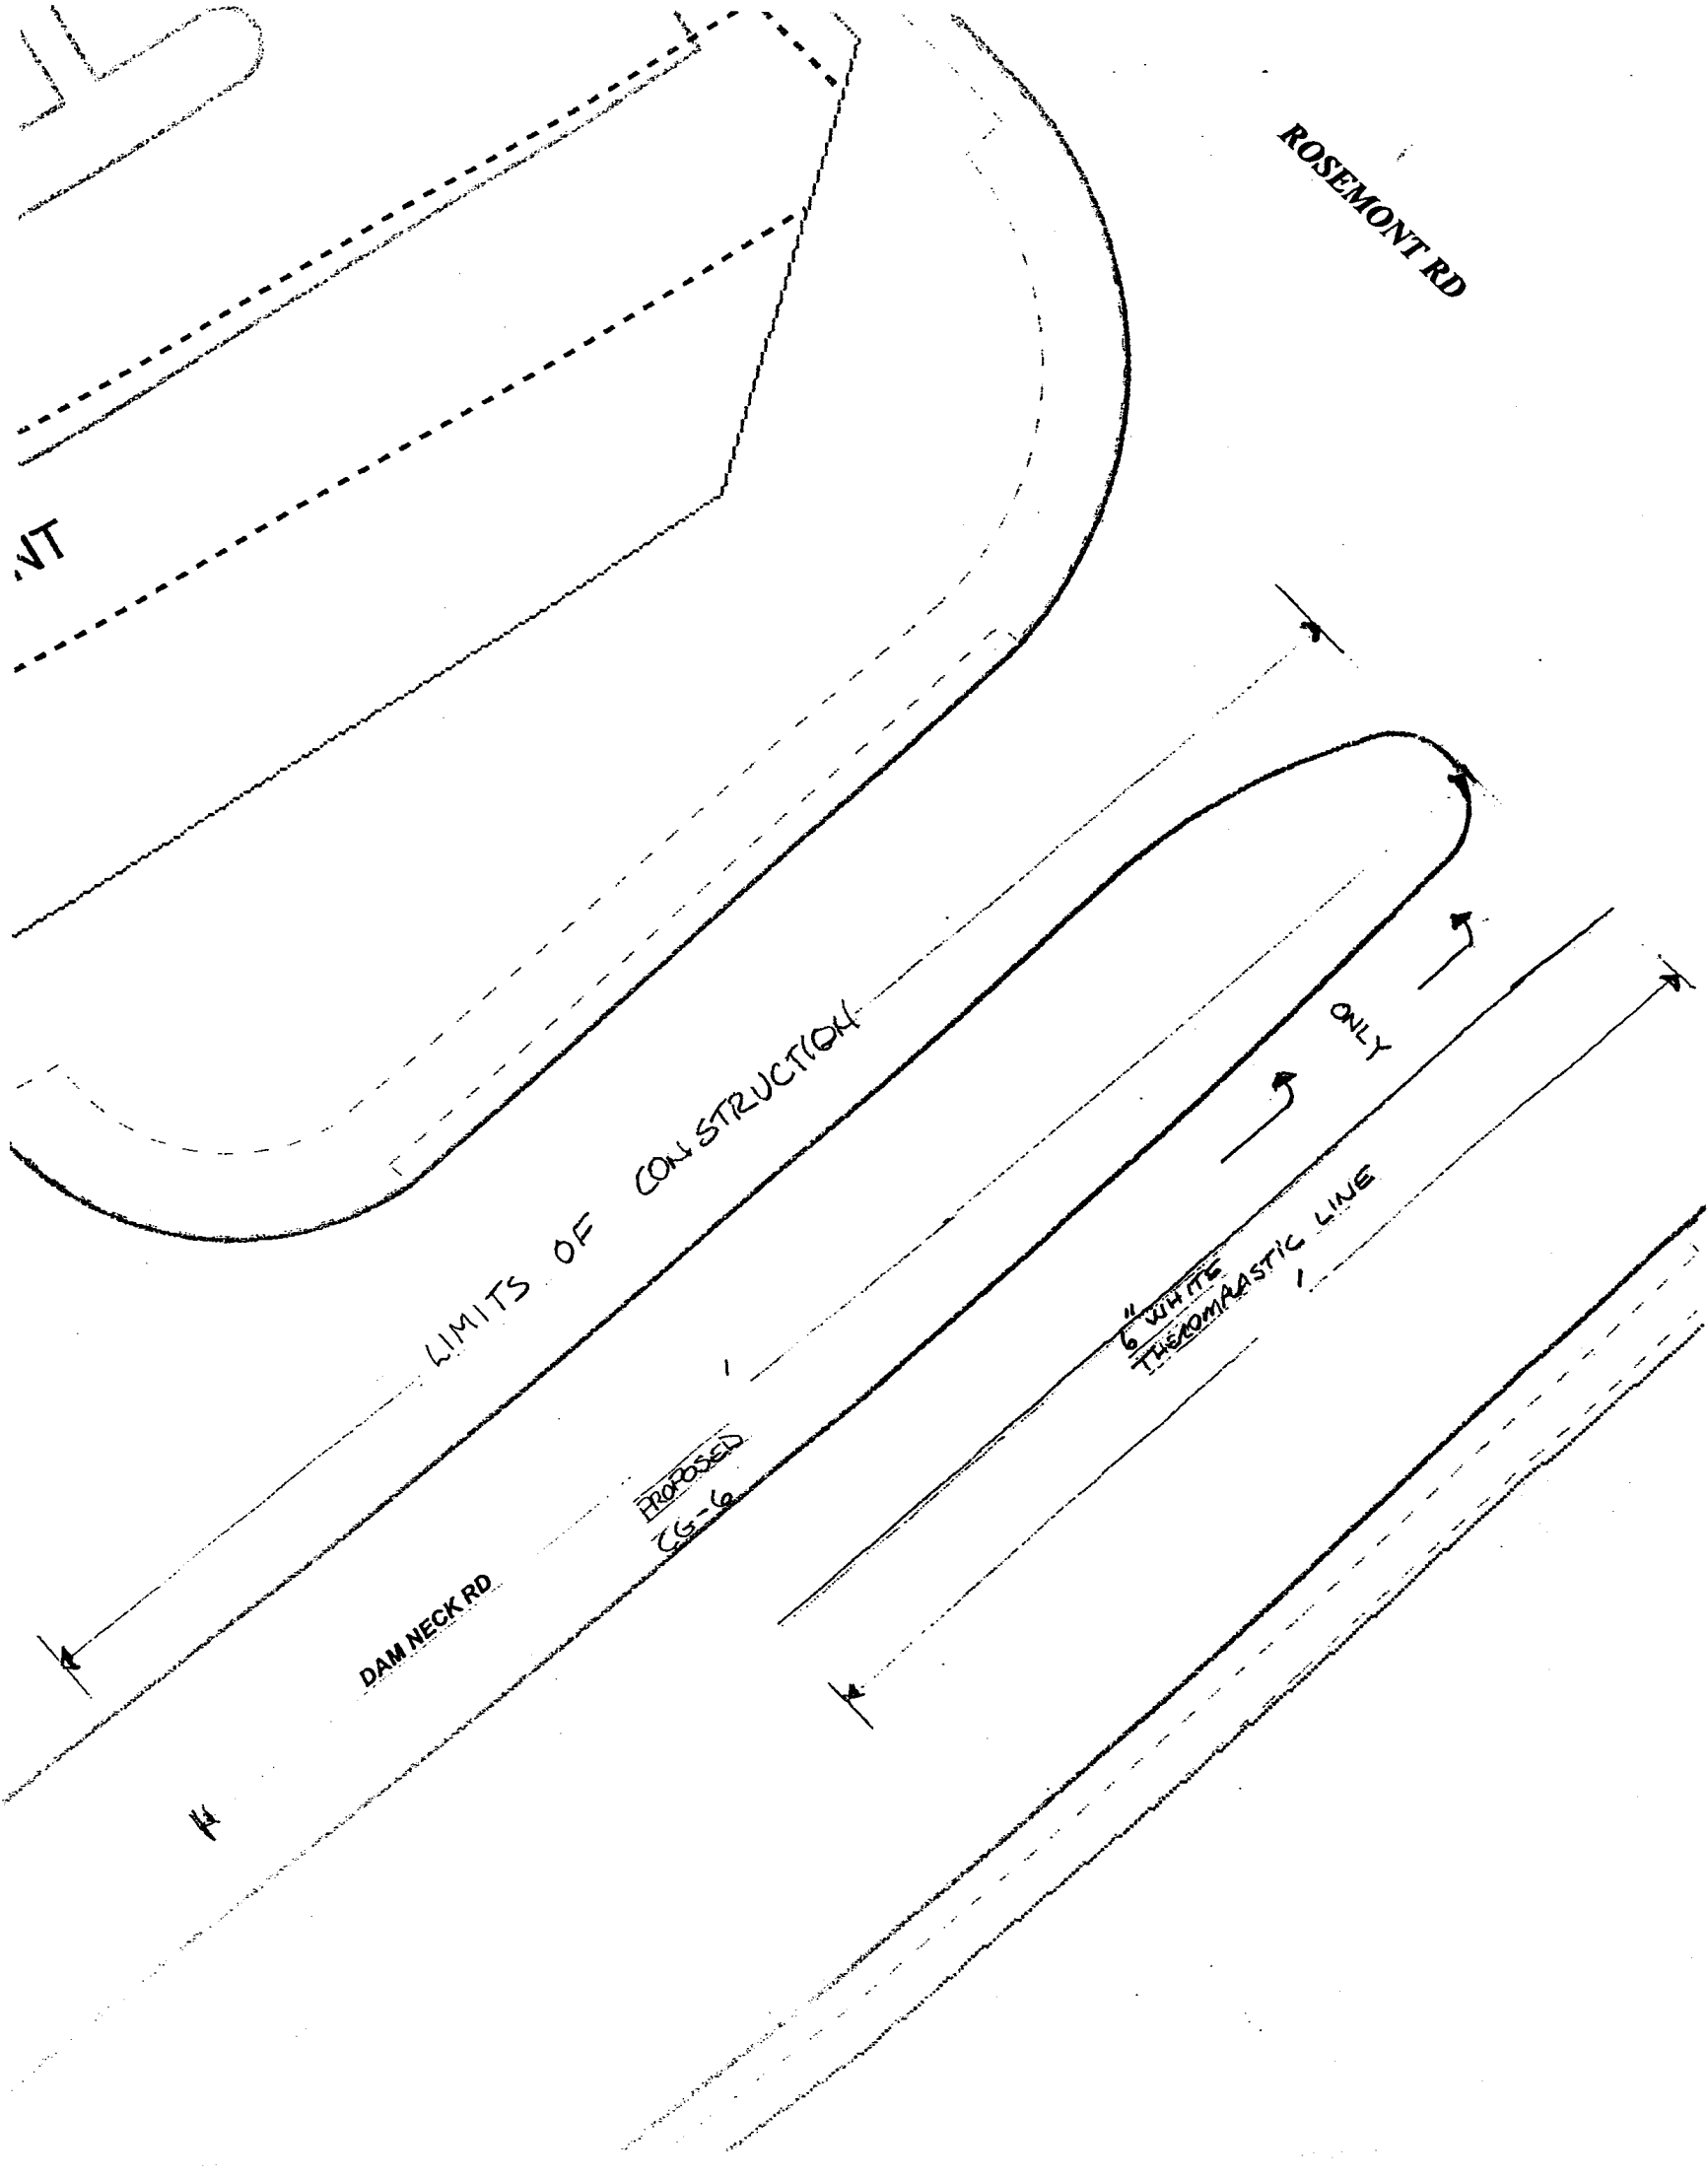 ROSEMONT RD
NT
LIMITS OF CONSTRUCTION
ONLY
6" WHITE
THERMOPLASTIC LINE
PROPOSED
CG-6
DAM NECK RD